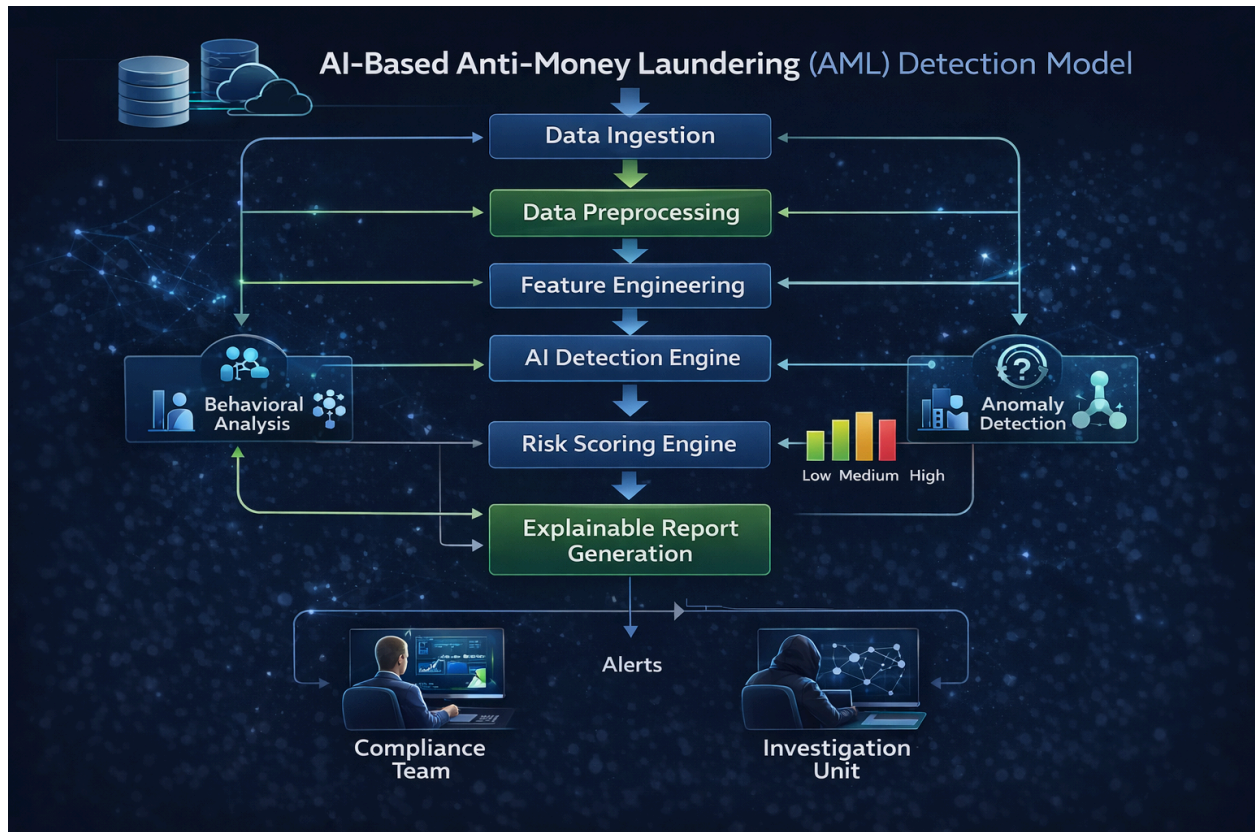 AI-Based Anti-Money Laundering (AML) Detection Model
Data Ingestion
Data Preprocessing
Feature Engineering
AI Detection Engine
Behavioral
Analysis
?
Anomaly
Detection
Risk Scoring Engine
Low Medium High
Explainable Report
Generation
Alerts
Compliance
Team
Investigation
Unit